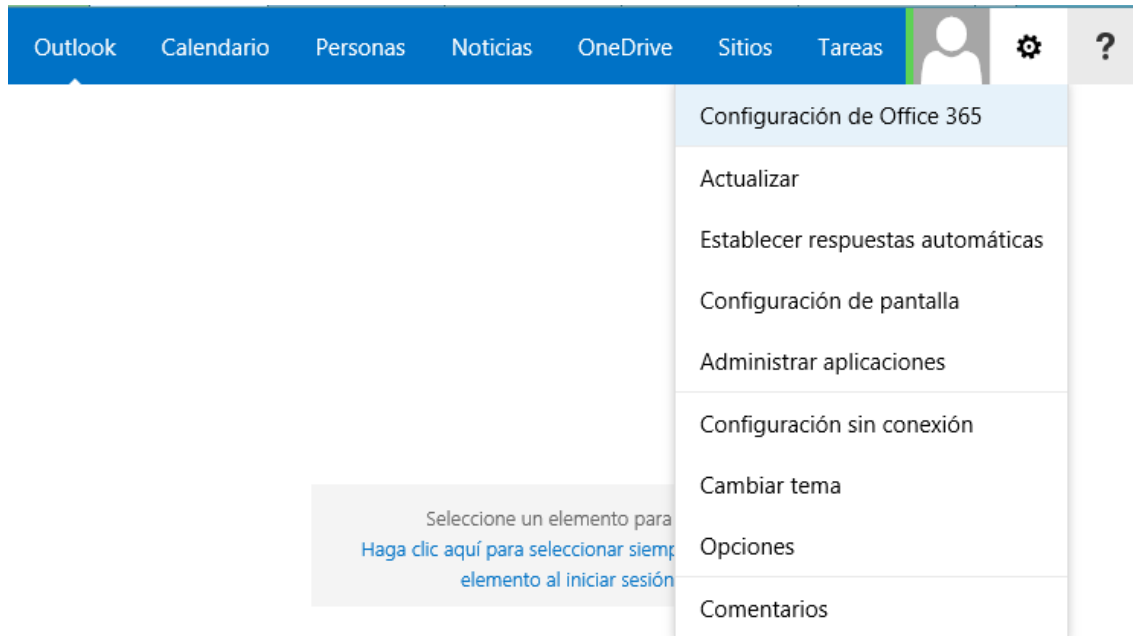 Outlook Calendario Personas Noticias OneDrive Sitios Tareas ?
Configuración de Office 365
Actualizar
Establecer respuestas automáticas
Configuración de pantalla
Administrar aplicaciones
Configuración sin conexión
Cambiar tema
Opciones
Comentarios
Seleccione un elemento para
Haga clic aquí para seleccionar
elemento al iniciar sesión